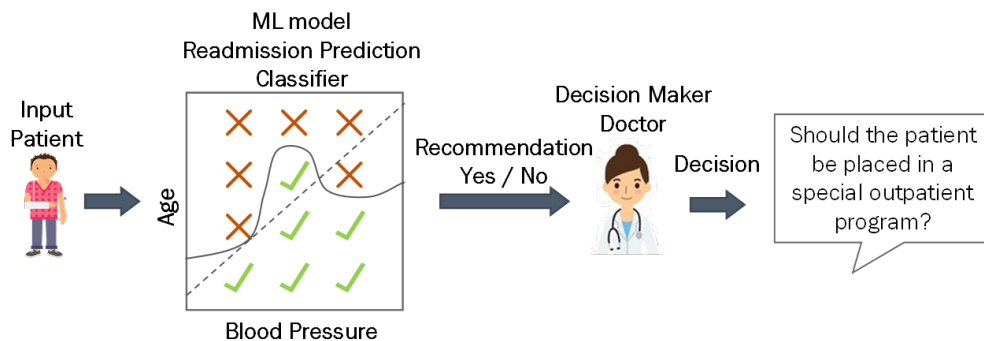 Input
Patient
ML model
Readmission Prediction
Classifier
Age
Blood Pressure
Recommendation
Yes / No
Decision Maker
Doctor
Decision
Should the patient
be placed in a
special outpatient
program?